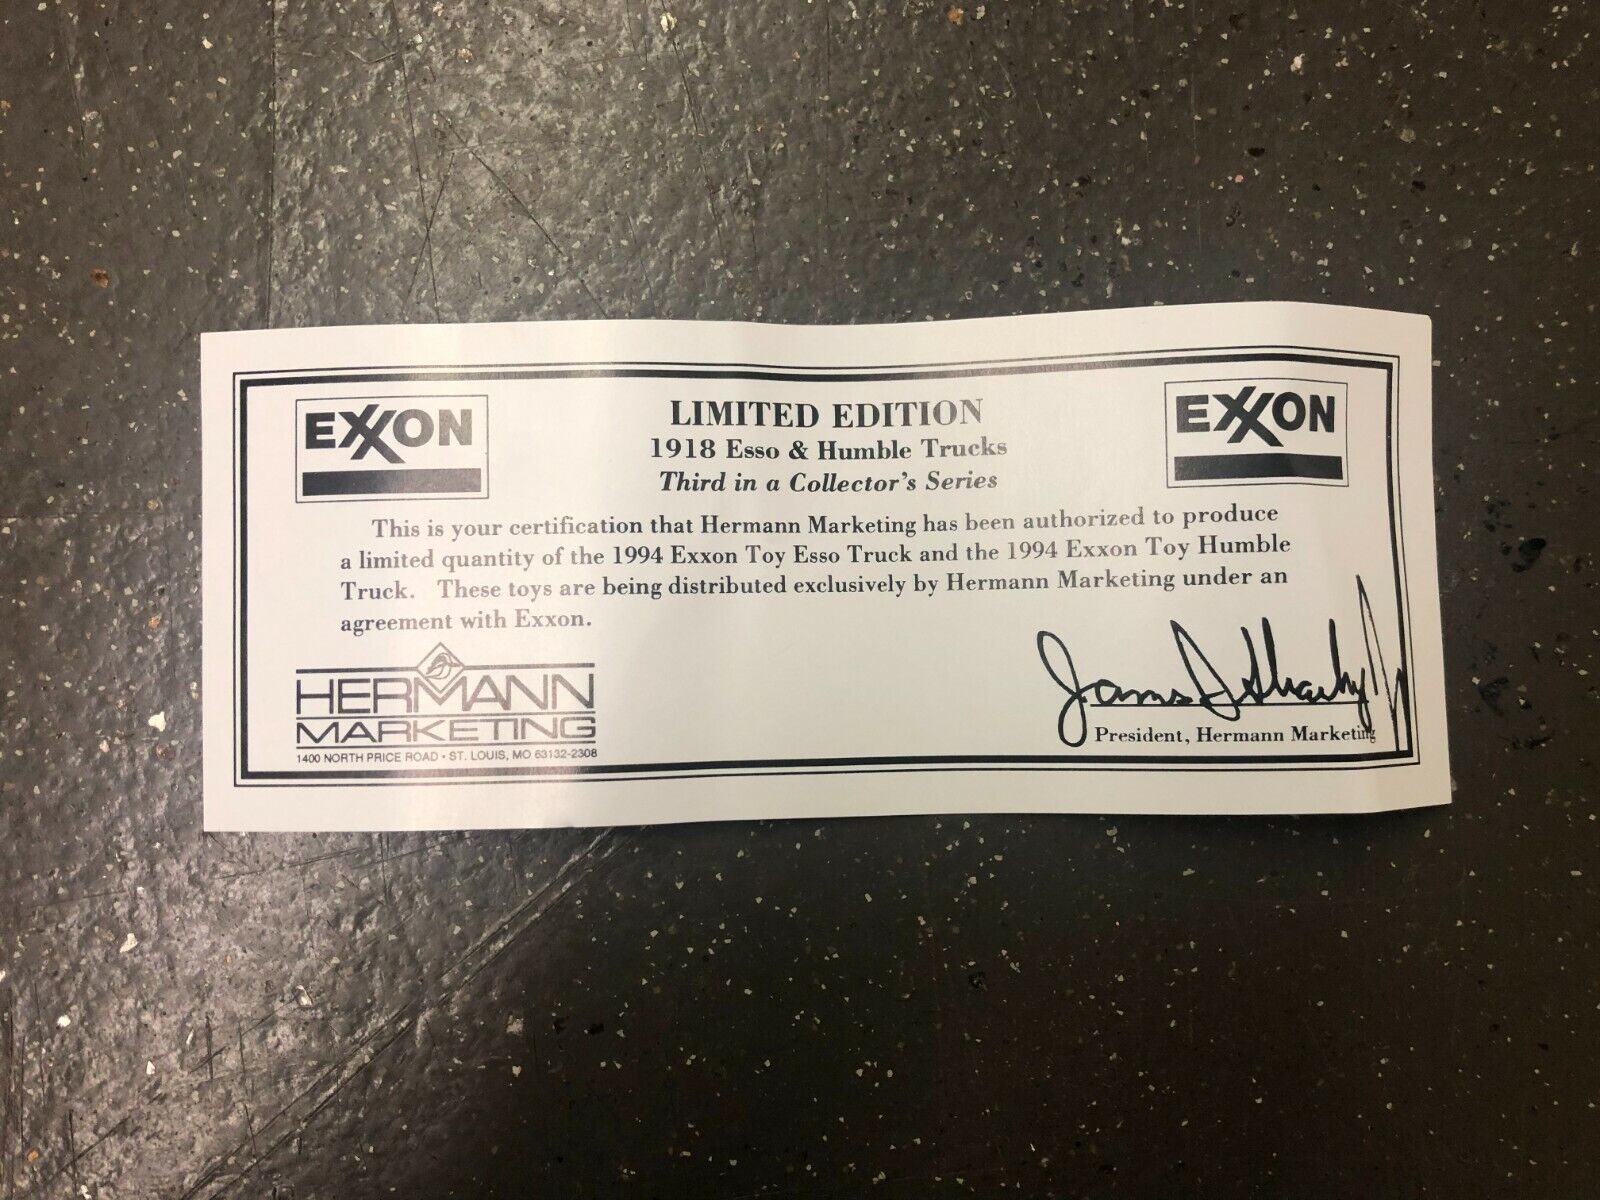 EXXON
EXXON
LIMITED EDITION
1918 Esso & Humble Trucks
Third in a Collector's Series
This is your certification that Hermann Marketing has been authorized to produce
a limited quantity of the 1994 Exxon Toy Esso Truck and the 1994 Exxon Toy Humble
Truck. These toys are being distributed exclusively by Hermann Marketing under an
agreement with Exxon.
HERMANN
MARKETING
1400 NORTH PRICE ROAD • ST. LOUIS, MO 63132-2308
President, Hermann Marketing